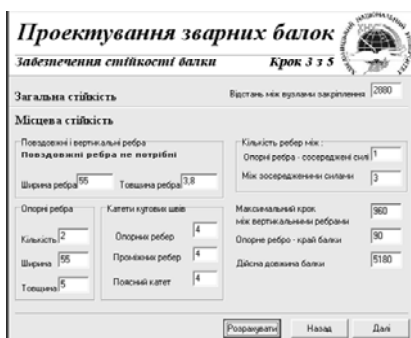 Проектування зварних балок
Забезпечення стійкості балки Крок 3 з 5
Загальна стійкість
Відстань між вузлами закріплення 2880
Місцева стійкість
Повздовжні і вертикальні ребра
Повздовжні ребра не потрібні
Ширина ребра 55 Товщина ребра 3,8
Кількість ребер між :
Опорні ребра - сосереджені силі 1
Між зосередженими силами 3
Опорні ребра
Кількість 2
Ширина 55
Товщина 5
Катети кутових швів
Опорних ребер 4
Проміжних ребер 4
Поясний катет 4
Максимальний крок
між вертикальними ребрами 960
Опорне ребро - край балки 90
Дійсна довжина балки 5180
Розрахувати Назад Далі